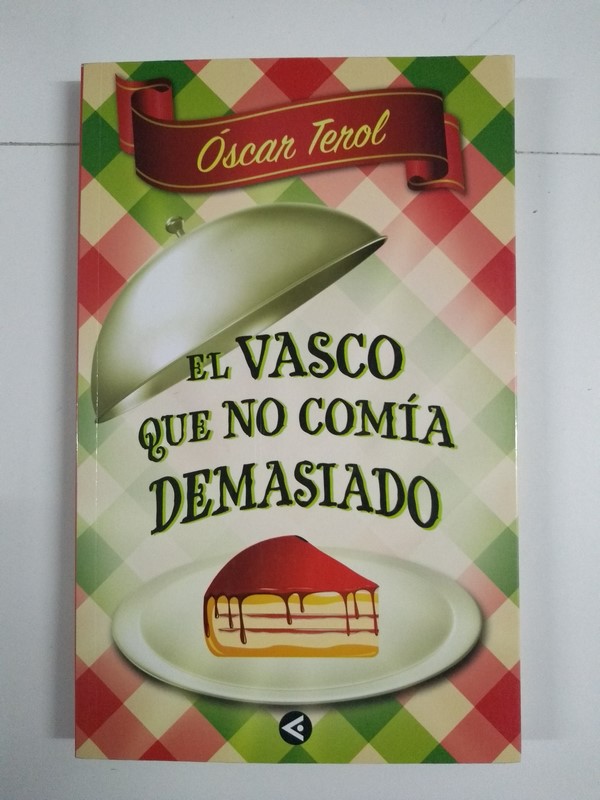 Óscar Terol
EL VASCO
QUE NO COMÍA
DEMASIADO